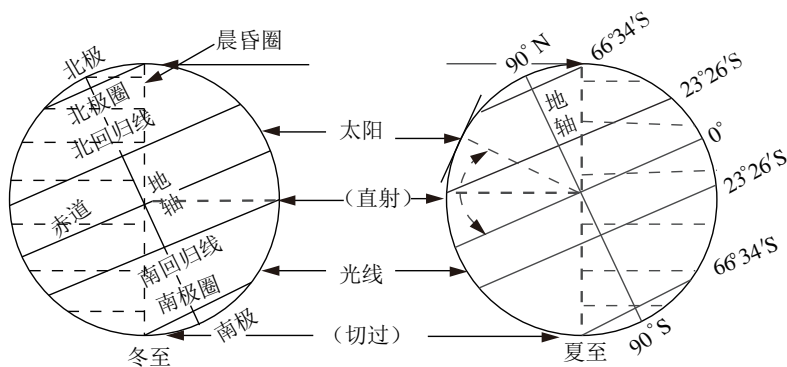 北极
晨昏圈
北极圈
北回归线
地轴
赤道
南回归线
南极圈
南极
冬至
太阳
(直射)
光线
(切过)
90°N
66°34′S
23°26′S
地轴
0°
23°26′S
66°34′S
90°S
夏至